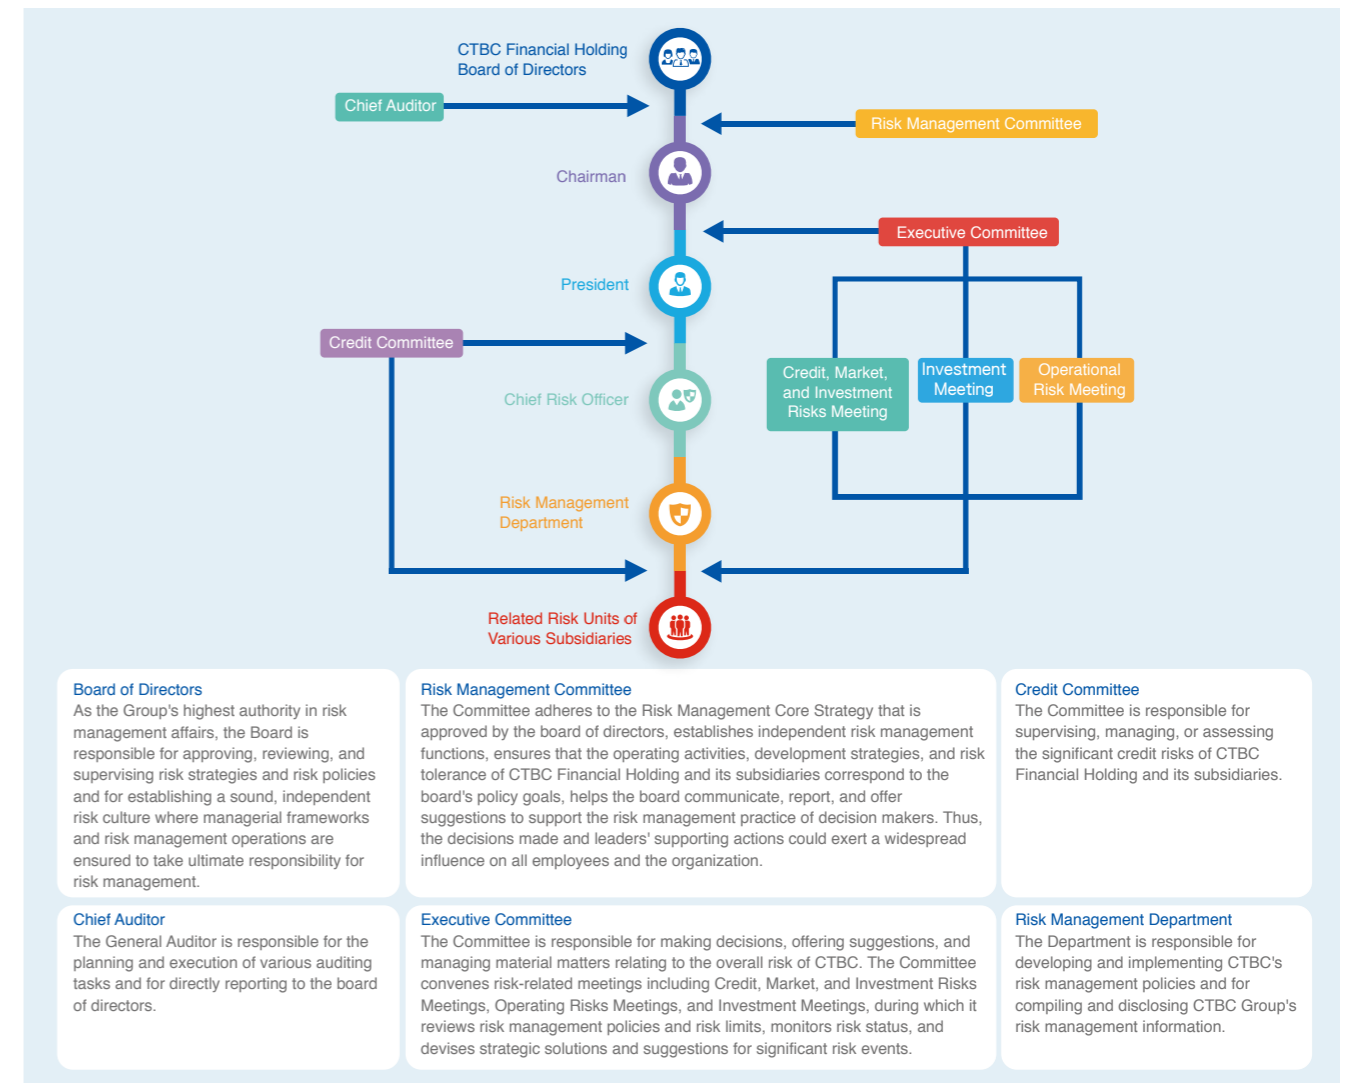 CTBC Financial Holding
Board of Directors
Chief Auditor
Risk Management Committee
Chairman
Executive Committee
President
Credit Committee
Credit, Market,
and Investment
Risks Meeting
Investment
Meeting
Operational
Risk Meeting
Chief Risk Officer
Risk Management
Department
Related Risk Units of
Various Subsidiaries
Board of Directors
As the Group's highest authority in risk
management affairs, the Board is
responsible for approving, reviewing, and
supervising risk strategies and risk policies
and for establishing a sound, independent
risk culture where managerial frameworks
and risk management operations are
ensured to take ultimate responsibility for
risk management.
Risk Management Committee
The Committee adheres to the Risk Management Core Strategy that is
approved by the board of directors, establishes independent risk management
functions, ensures that the operating activities, development strategies, and risk
tolerance of CTBC Financial Holding and its subsidiaries correspond to the
board's policy goals, helps the board communicate, report, and offer
suggestions to support the risk management practice of decision makers. Thus,
the decisions made and leaders' supporting actions could exert a widespread
influence on all employees and the organization.
Credit Committee
The Committee is responsible for
supervising, managing, or assessing
the significant credit risks of CTBC
Financial Holding and its subsidiaries.
Chief Auditor
The General Auditor is responsible for the
planning and execution of various auditing
tasks and for directly reporting to the board
of directors.
Executive Committee
The Committee is responsible for making decisions, offering suggestions, and
managing material matters relating to the overall risk of CTBC. The Committee
convenes risk-related meetings including Credit, Market, and Investment Risks
Meetings, Operating Risks Meetings, and Investment Meetings, during which it
reviews risk management policies and risk limits, monitors risk status, and
devises strategic solutions and suggestions for significant risk events.
Risk Management Department
The Department is responsible for
developing and implementing CTBC's
risk management policies and for
compiling and disclosing CTBC Group's
risk management information.